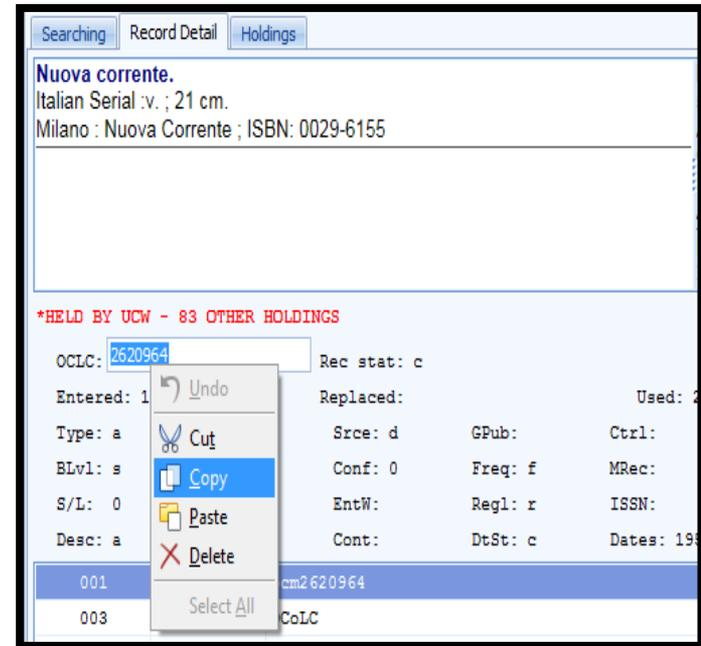 Searching Record Detail Holdings
Nuova corrente.
Italian Serial :v. ; 21 cm.
Milano : Nuova Corrente ; ISBN: 0029-6155
*HELD BY UCW - 83 OTHER HOLDINGS
OCLC: 2620964 Rec stat: c
Entered: 1 Undo Replaced: Used: 2
Type: a Cut Srce: d GPub: Ctrl:
BLvl: s Copy Conf: 0 Freq: f MRec:
S/L: 0 Paste EntW: Regl: r ISSN:
Desc: a Delete Cont: DtSt: c Dates: 195
001 cm2620964
003 Select All CoLC